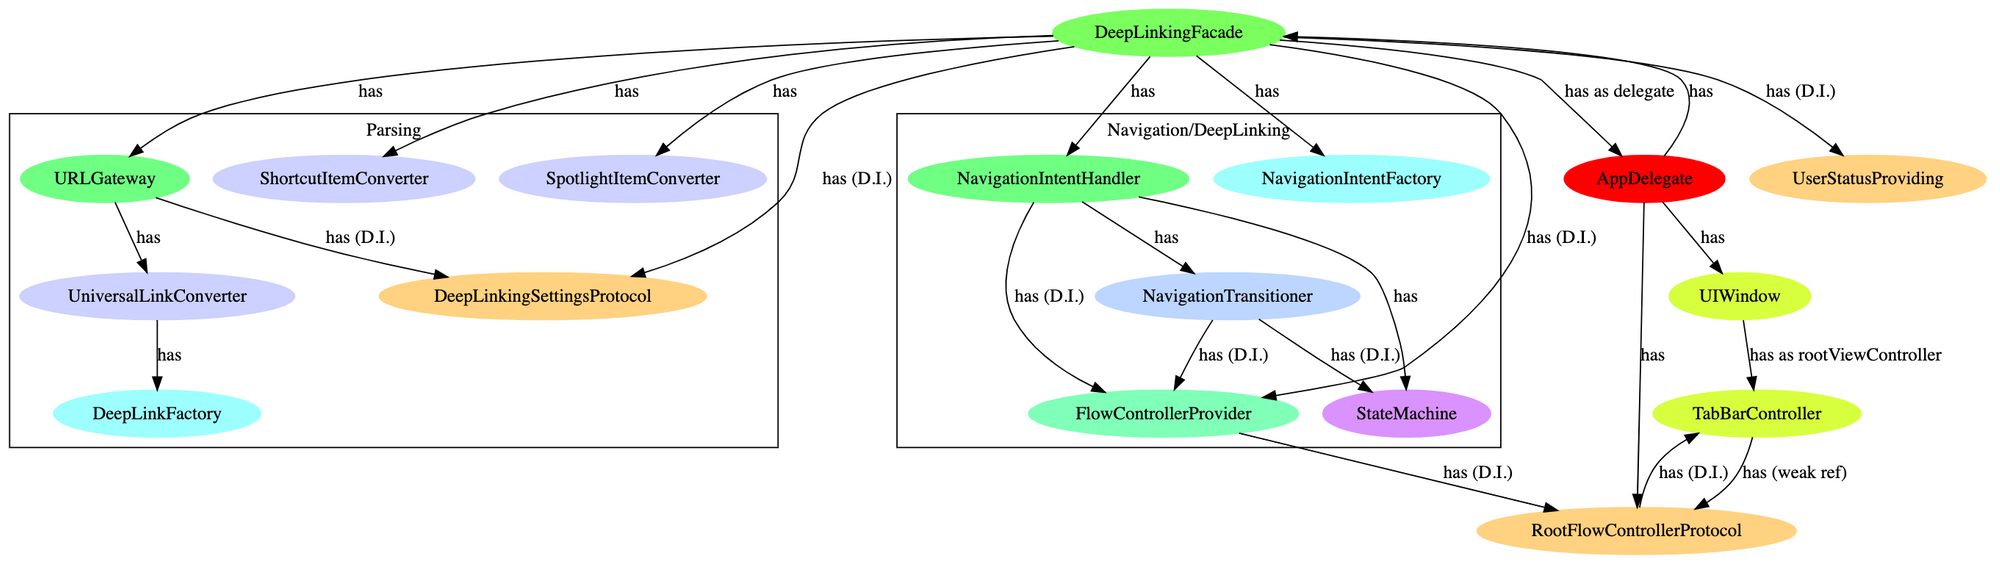 DeepLinkingFacade
has
has
has
has
has
has as delegate
has
has (D.I.)
Parsing
Navigation/DeepLinking
URLGateway
ShortcutItemConverter
SpotlightItemConverter
has (D.I.)
NavigationIntentHandler
NavigationIntentFactory
AppDelegate
UserStatusProviding
has
has (D.I.)
has
has (D.I.)
has
UniversalLinkConverter
DeepLinkingSettingsProtocol
has (D.I.)
NavigationTransitioner
has
UIWindow
has
has (D.I.)
has (D.I.)
has
has as rootViewController
DeepLinkFactory
FlowControllerProvider
StateMachine
TabBarController
has (D.I.)
has (D.I.)
has (weak ref)
RootFlowControllerProtocol